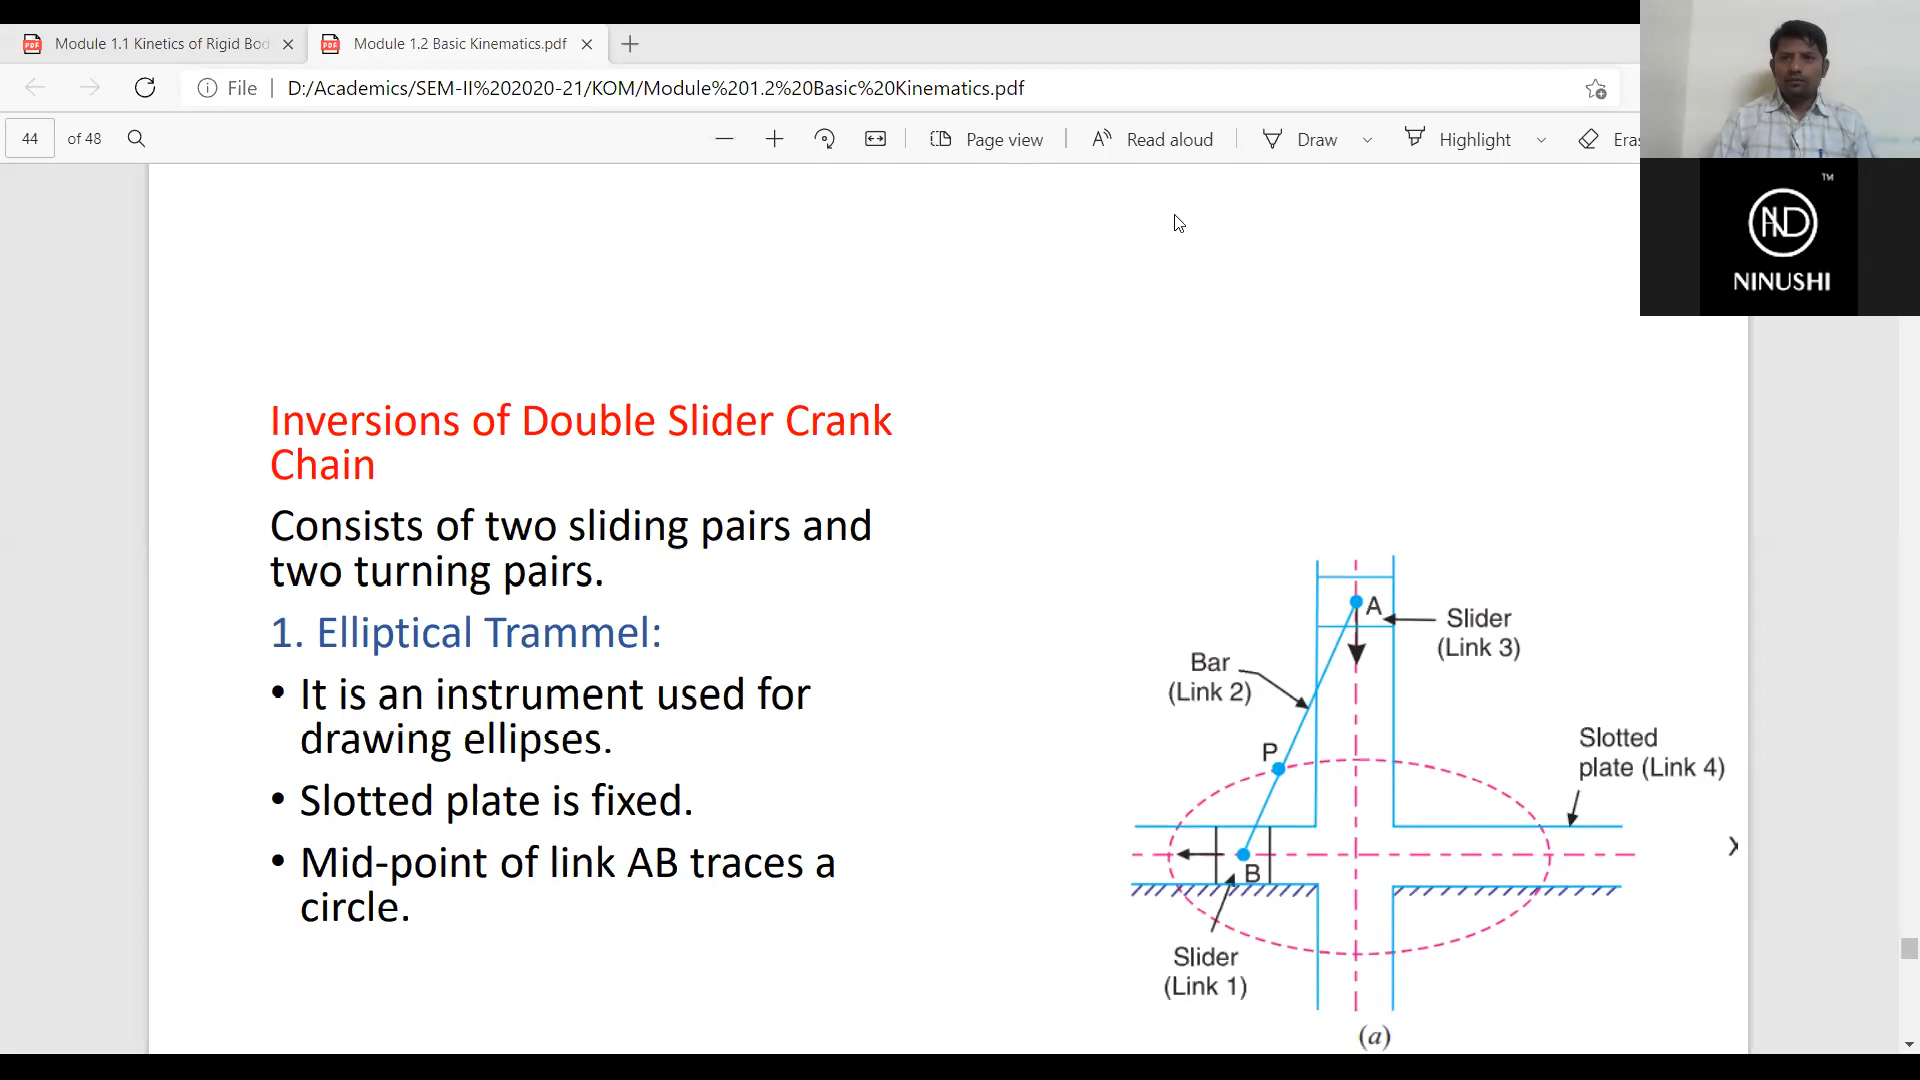 Module 1.1 Kinetics of Rigid Bod
Module 1.2 Basic Kinematics.pdf
File
D:/Academics/SEM-II%202020-21/KOM/Module%201.2%20Basic%20Kinematics.pdf
44 of 48
Page view
Read aloud
Draw
Highlight
Eras
TM
ND
NINUSHI
Inversions of Double Slider Crank
Chain
Consists of two sliding pairs and
two turning pairs.
1. Elliptical Trammel:
• It is an instrument used for
drawing ellipses.
• Slotted plate is fixed.
• Mid-point of link AB traces a
circle.
A
Slider
(Link 3)
Bar
(Link 2)
P
Slotted
plate (Link 4)
X
B
Slider
(Link 1)
(a)